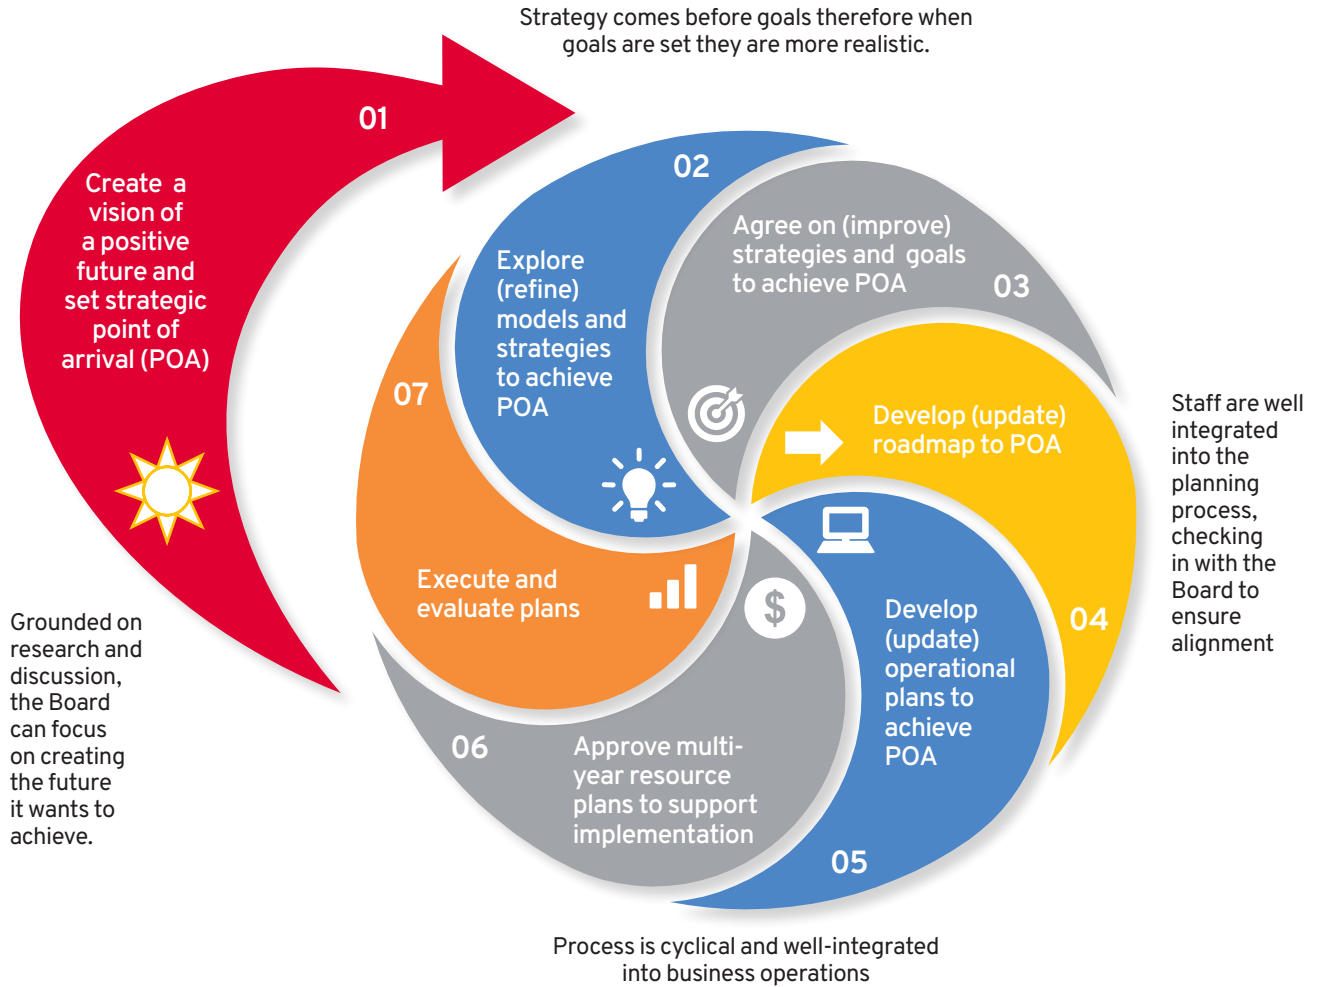 Strategy comes before goals therefore when
goals are set they are more realistic.
01
Create a
vision of
a positive
future and
set strategic
point of
arrival (POA)
Grounded on
research and
discussion,
the Board
can focus
on creating
the future
it wants to
achieve.
02
Explore
(refine)
models and
strategies
to achieve
POA
Agree on (improve)
strategies and goals
to achieve POA
03
Develop (update)
roadmap to POA
04
Staff are well
integrated
into the
planning
process,
checking
in with the
Board to
ensure
alignment
Develop
(update)
operational
plans to
achieve
POA
05
$
06
Approve multi-
year resource
plans to support
implementation
07
Execute and
evaluate plans
Process is cyclical and well-integrated
into business operations